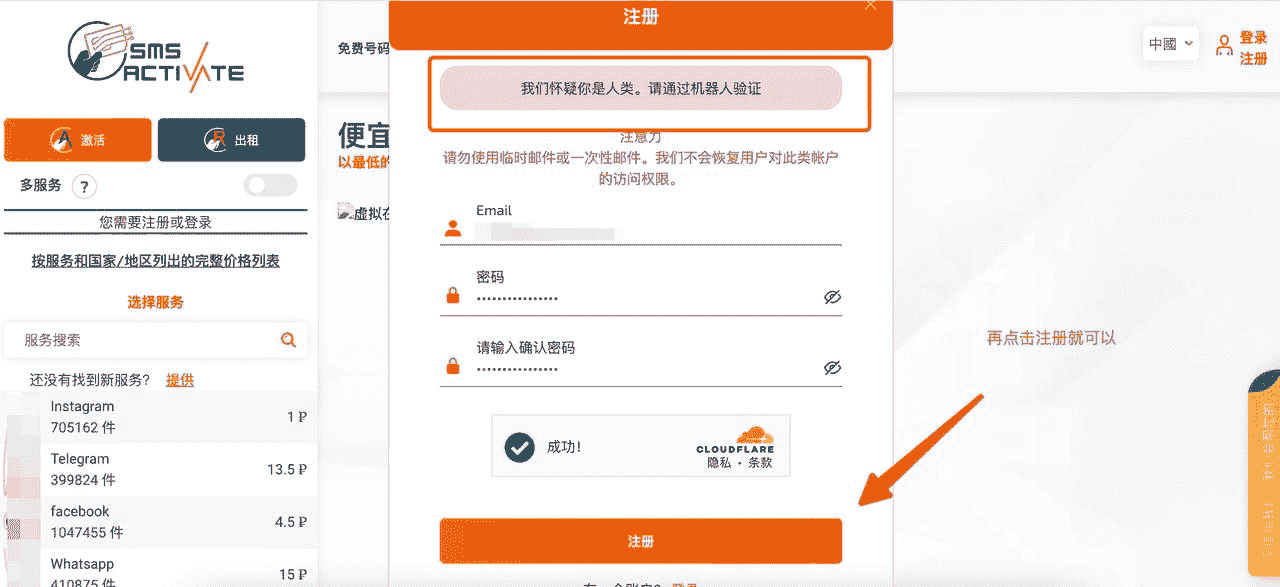 SMS
ACTIVATE
激活
出租
多服务
?
您需要注册或登录
按服务和国家/地区列出的完整价格列表
选择服务
服务搜索
还没有找到新服务? 提供
Instagram
705162 件
1 ₽
Telegram
399824 件
13.5 ₽
facebook
1047455 件
4.5 ₽
Whatsapp
410875 件
15 ₽
免费号码
便宜
以最低的
虚拟在
注册
我们怀疑你是人类。请通过机器人验证
注意力
请勿使用临时邮件或一次性邮件。我们不会恢复用户对此类帐户
的访问权限。
Email
密码
••••••••••••••••
请输入确认密码
••••••••••••••••
成功!
CLOUDFLARE
隐私 • 条款
注册
有一个账户? 登录
中國
登录
注册
再点击注册就可以